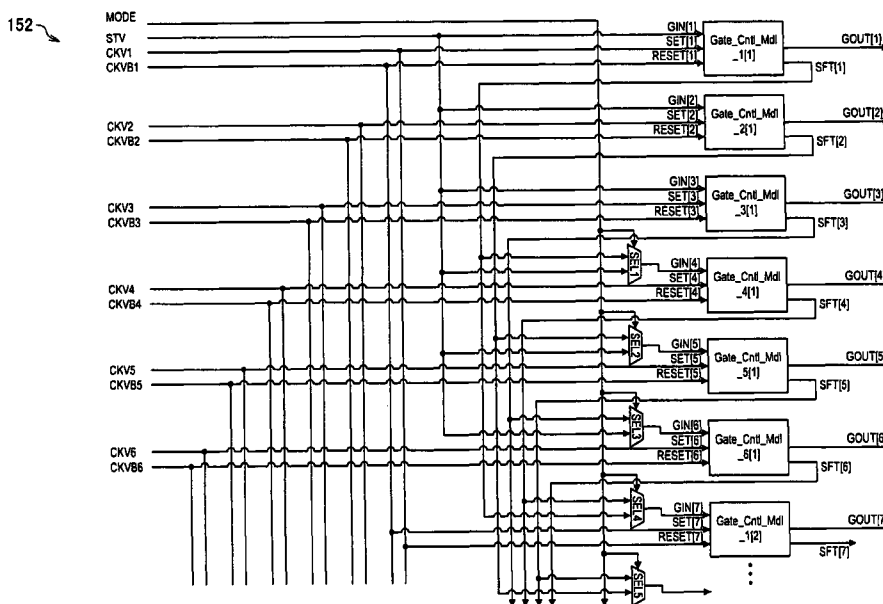 152
MODE
STV
CKV1
CKVB1
GIN[1]
SET[1]
RESET[1]
Gate_Cntl_Mdl
_1[1]
GOUT[1]
SFT[1]
CKV2
CKVB2
GIN[2]
SET[2]
RESET[2]
Gate_Cntl_Mdl
_2[1]
GOUT[2]
SFT[2]
CKV3
CKVB3
GIN[3]
SET[3]
RESET[3]
Gate_Cntl_Mdl
_3[1]
GOUT[3]
SFT[3]
SEL1
CKV4
CKVB4
GIN[4]
SET[4]
RESET[4]
Gate_Cntl_Mdl
_4[1]
GOUT[4
SFT[4]
SEL2
CKV5
CKVB5
GIN[5]
SET[5]
RESET[5]
Gate_Cntl_Mdl
_5[1]
GOUT[5
SFT[5]
SEL3
CKV6
CKVB6
GIN[6]
SET[6]
RESET[6]
Gate_Cntl_Mdl
_6[1]
GOUT[6
SFT[6]
SEL4
GIN[7]
SET[7]
RESET[7]
Gate_Cntl_Mdl
_1[2]
GOUT[7
SFT[7]
SEL5